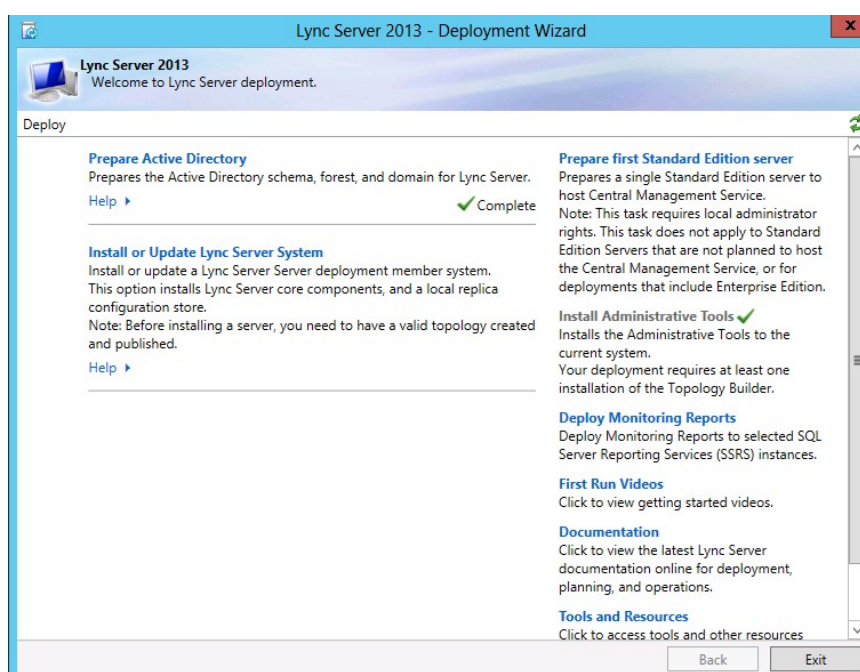 Lync Server 2013 - Deployment Wizard
x
Lync Server 2013
Welcome to Lync Server deployment.
Deploy
Prepare Active Directory
Prepares the Active Directory schema, forest, and domain for Lync Server.
Help
Complete
Install or Update Lync Server System
Install or update a Lync Server Server deployment member system.
This option installs Lync Server core components, and a local replica
configuration store.
Note: Before installing a server, you need to have a valid topology created
and published.
Help
Prepare first Standard Edition server
Prepares a single Standard Edition server to
host Central Management Service.
Note: This task requires local administrator
rights. This task does not apply to Standard
Edition Servers that are not planned to host
the Central Management Service, or for
deployments that include Enterprise Edition.
Install Administrative Tools
Installs the Administrative Tools to the
current system.
Your deployment requires at least one
installation of the Topology Builder.
Deploy Monitoring Reports
Deploy Monitoring Reports to selected SQL
Server Reporting Services (SSRS) instances.
First Run Videos
Click to view getting started videos.
Documentation
Click to view the latest Lync Server
documentation online for deployment,
planning, and operations.
Tools and Resources
Click to access tools and other resources
Back
Exit